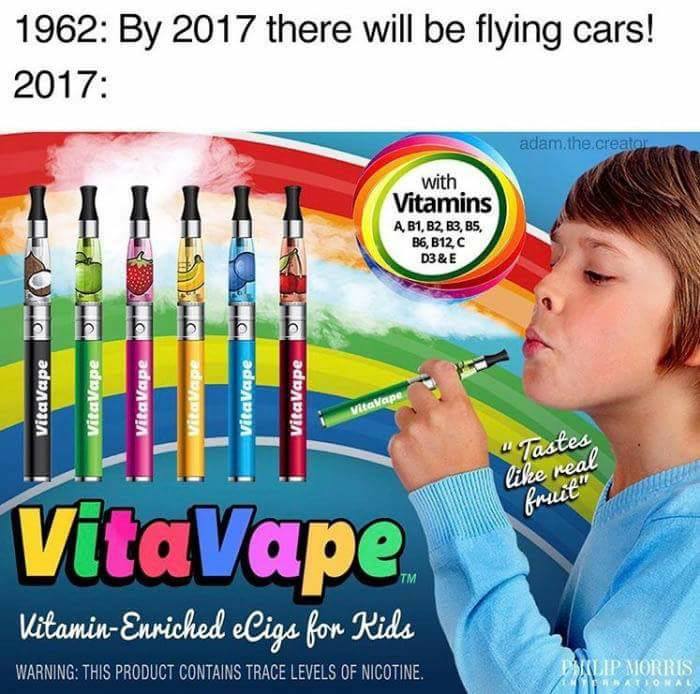 1962: By 2017 there will be flying cars!
2017:
adam.the.creator
with
Vitamins
A, B1, B2, B3, B5,
B6, B12, C
D3 & E
VitaVape
VitaVape
VitaVape
VitaVape
VitaVape
VitaVape
VitaVape
"Tastes
like real
fruit"
VitaVape™
Vitamin-Enriched eCigs for Kids
WARNING: THIS PRODUCT CONTAINS TRACE LEVELS OF NICOTINE.
PHILIP MORRIS
INTERNATIONAL